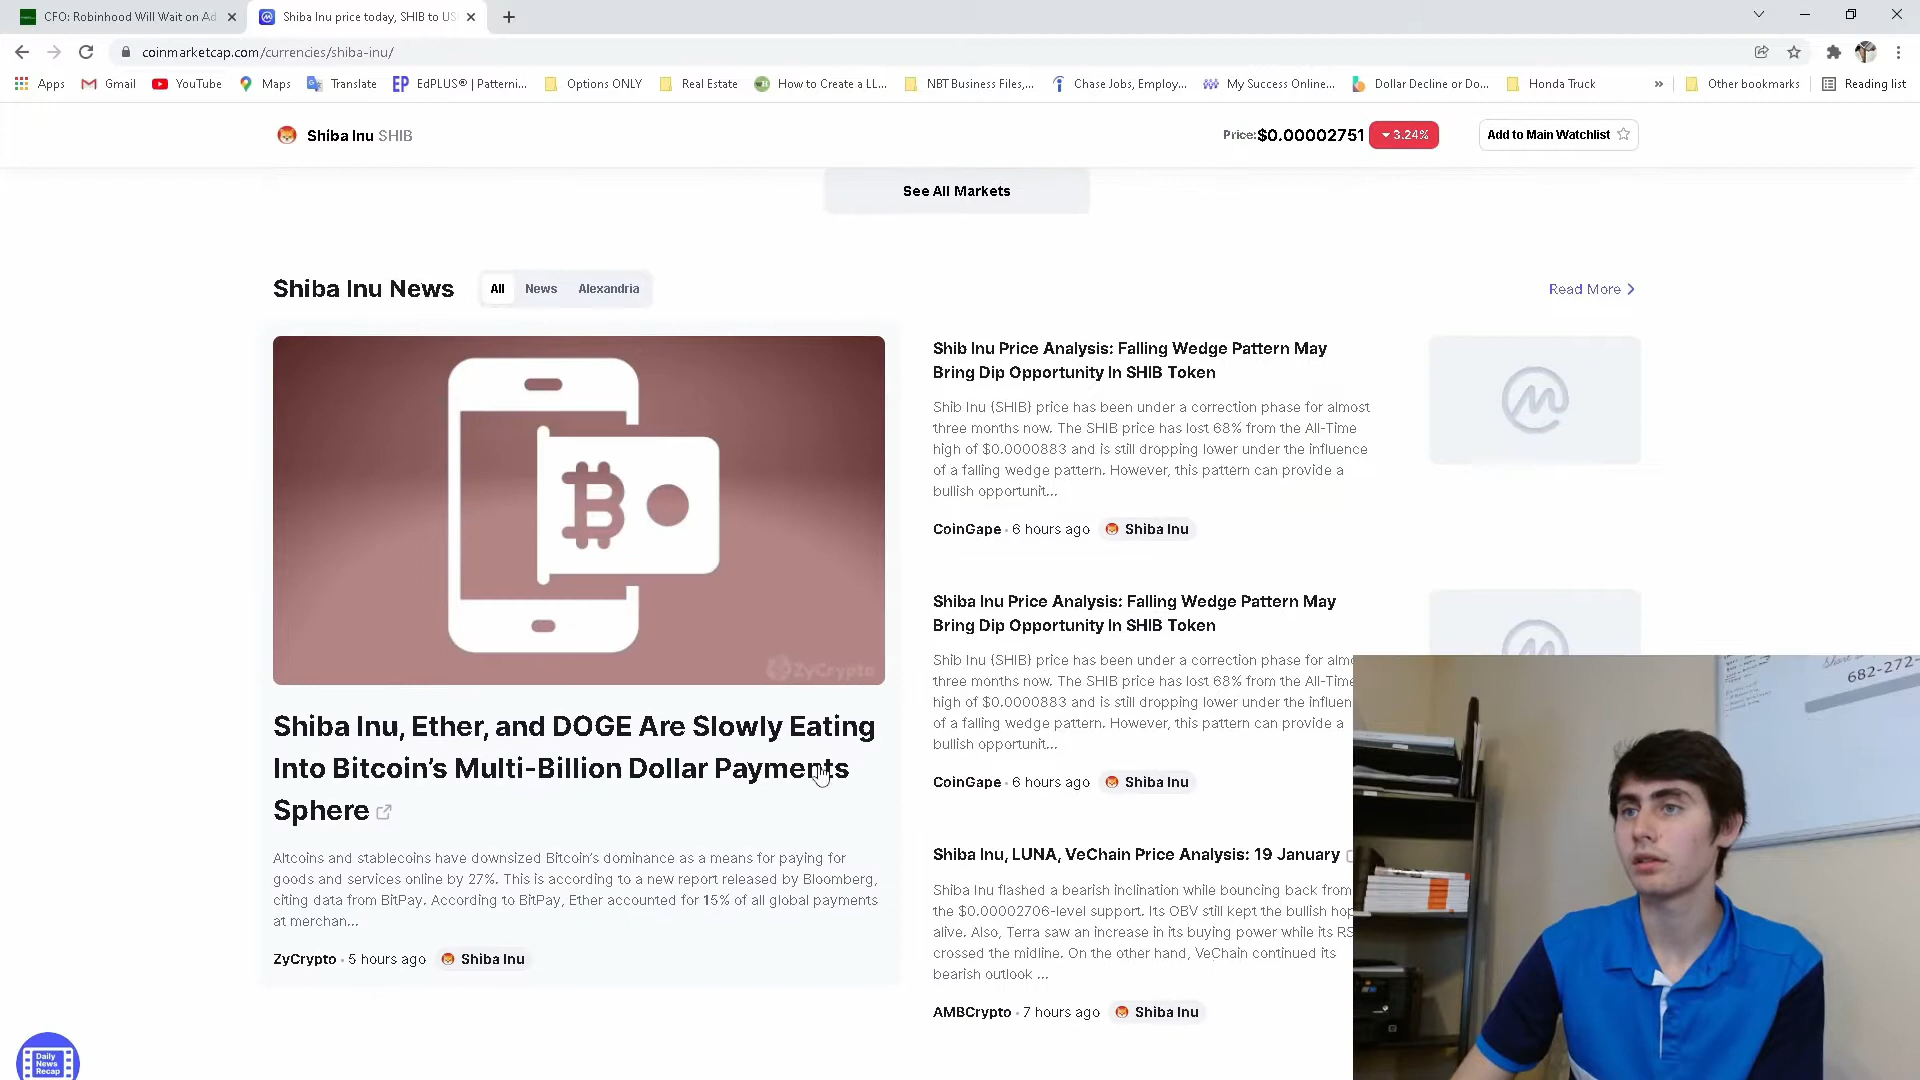 CFO: Robinhood Will Wait on Ad
Shiba Inu price today, SHIB to US
coinmarketcap.com/currencies/shiba-inu/
Apps
Gmail
YouTube
Maps
Translate
EP EdPLUS® | Patterni...
Options ONLY
Real Estate
How to Create a LL...
NBT Business Files,...
Chase Jobs, Employ...
My Success Online...
Dollar Decline or Do...
Honda Truck
»
Other bookmarks
Reading list
Shiba Inu SHIB
Price:$0.00002751 3.24%
Add to Main Watchlist
See All Markets
Shiba Inu News
All
News
Alexandria
Read More
ZyCrypto
Shiba Inu, Ether, and DOGE Are Slowly Eating
Into Bitcoin’s Multi-Billion Dollar Payments
Sphere
Altcoins and stablecoins have downsized Bitcoin’s dominance as a means for paying for
goods and services online by 27%. This is according to a new report released by Bloomberg,
citing data from BitPay. According to BitPay, Ether accounted for 15% of all global payments
at merchan...
ZyCrypto · 5 hours ago Shiba Inu
Shib Inu Price Analysis: Falling Wedge Pattern May
Bring Dip Opportunity In SHIB Token
Shib Inu (SHIB) price has been under a correction phase for almost
three months now. The SHIB price has lost 68% from the All-Time
high of $0.0000883 and is still dropping lower under the influence
of a falling wedge pattern. However, this pattern can provide a
bullish opportunit...
CoinGape · 6 hours ago Shiba Inu
Shiba Inu Price Analysis: Falling Wedge Pattern May
Bring Dip Opportunity In SHIB Token
Shib Inu (SHIB) price has been under a correction phase for almo
three months now. The SHIB price has lost 68% from the All-Time
high of $0.0000883 and is still dropping lower under the influen
of a falling wedge pattern. However, this pattern can provide a
bullish opportunit...
CoinGape · 6 hours ago Shiba Inu
Shiba Inu, LUNA, VeChain Price Analysis: 19 January
Shiba Inu flashed a bearish inclination while bouncing back from
the $0.00002706-level support. Its OBV still kept the bullish hop
alive. Also, Terra saw an increase in its buying power while its RS
crossed the midline. On the other hand, VeChain continued its
bearish outlook ...
AMBCrypto · 7 hours ago Shiba Inu
Daily
News
Recap
682-272-